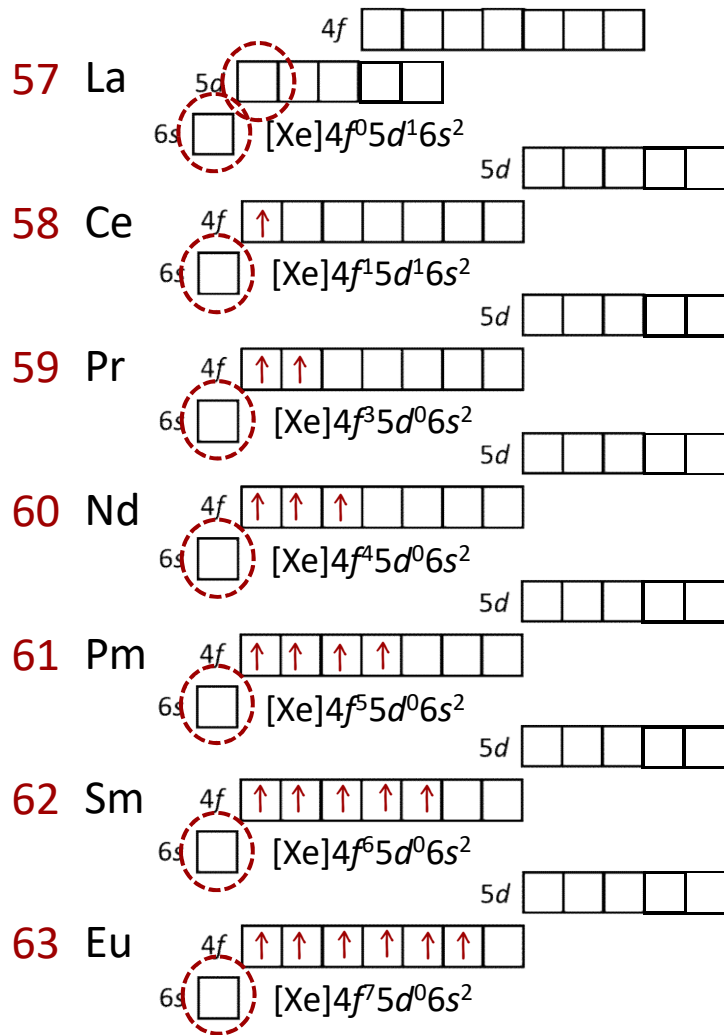 4f
57 La 5d
6s [Xe]4f⁰5d¹6s²
5d
58 Ce 4f ↑
6s [Xe]4f¹5d¹6s²
5d
59 Pr 4f ↑ ↑
6s [Xe]4f³5d⁰6s²
5d
60 Nd 4f ↑ ↑ ↑
6s [Xe]4f⁴5d⁰6s²
5d
61 Pm 4f ↑ ↑ ↑ ↑
6s [Xe]4f⁵5d⁰6s²
5d
62 Sm 4f ↑ ↑ ↑ ↑ ↑
6s [Xe]4f⁶5d⁰6s²
5d
63 Eu 4f ↑ ↑ ↑ ↑ ↑ ↑
6s [Xe]4f⁷5d⁰6s²